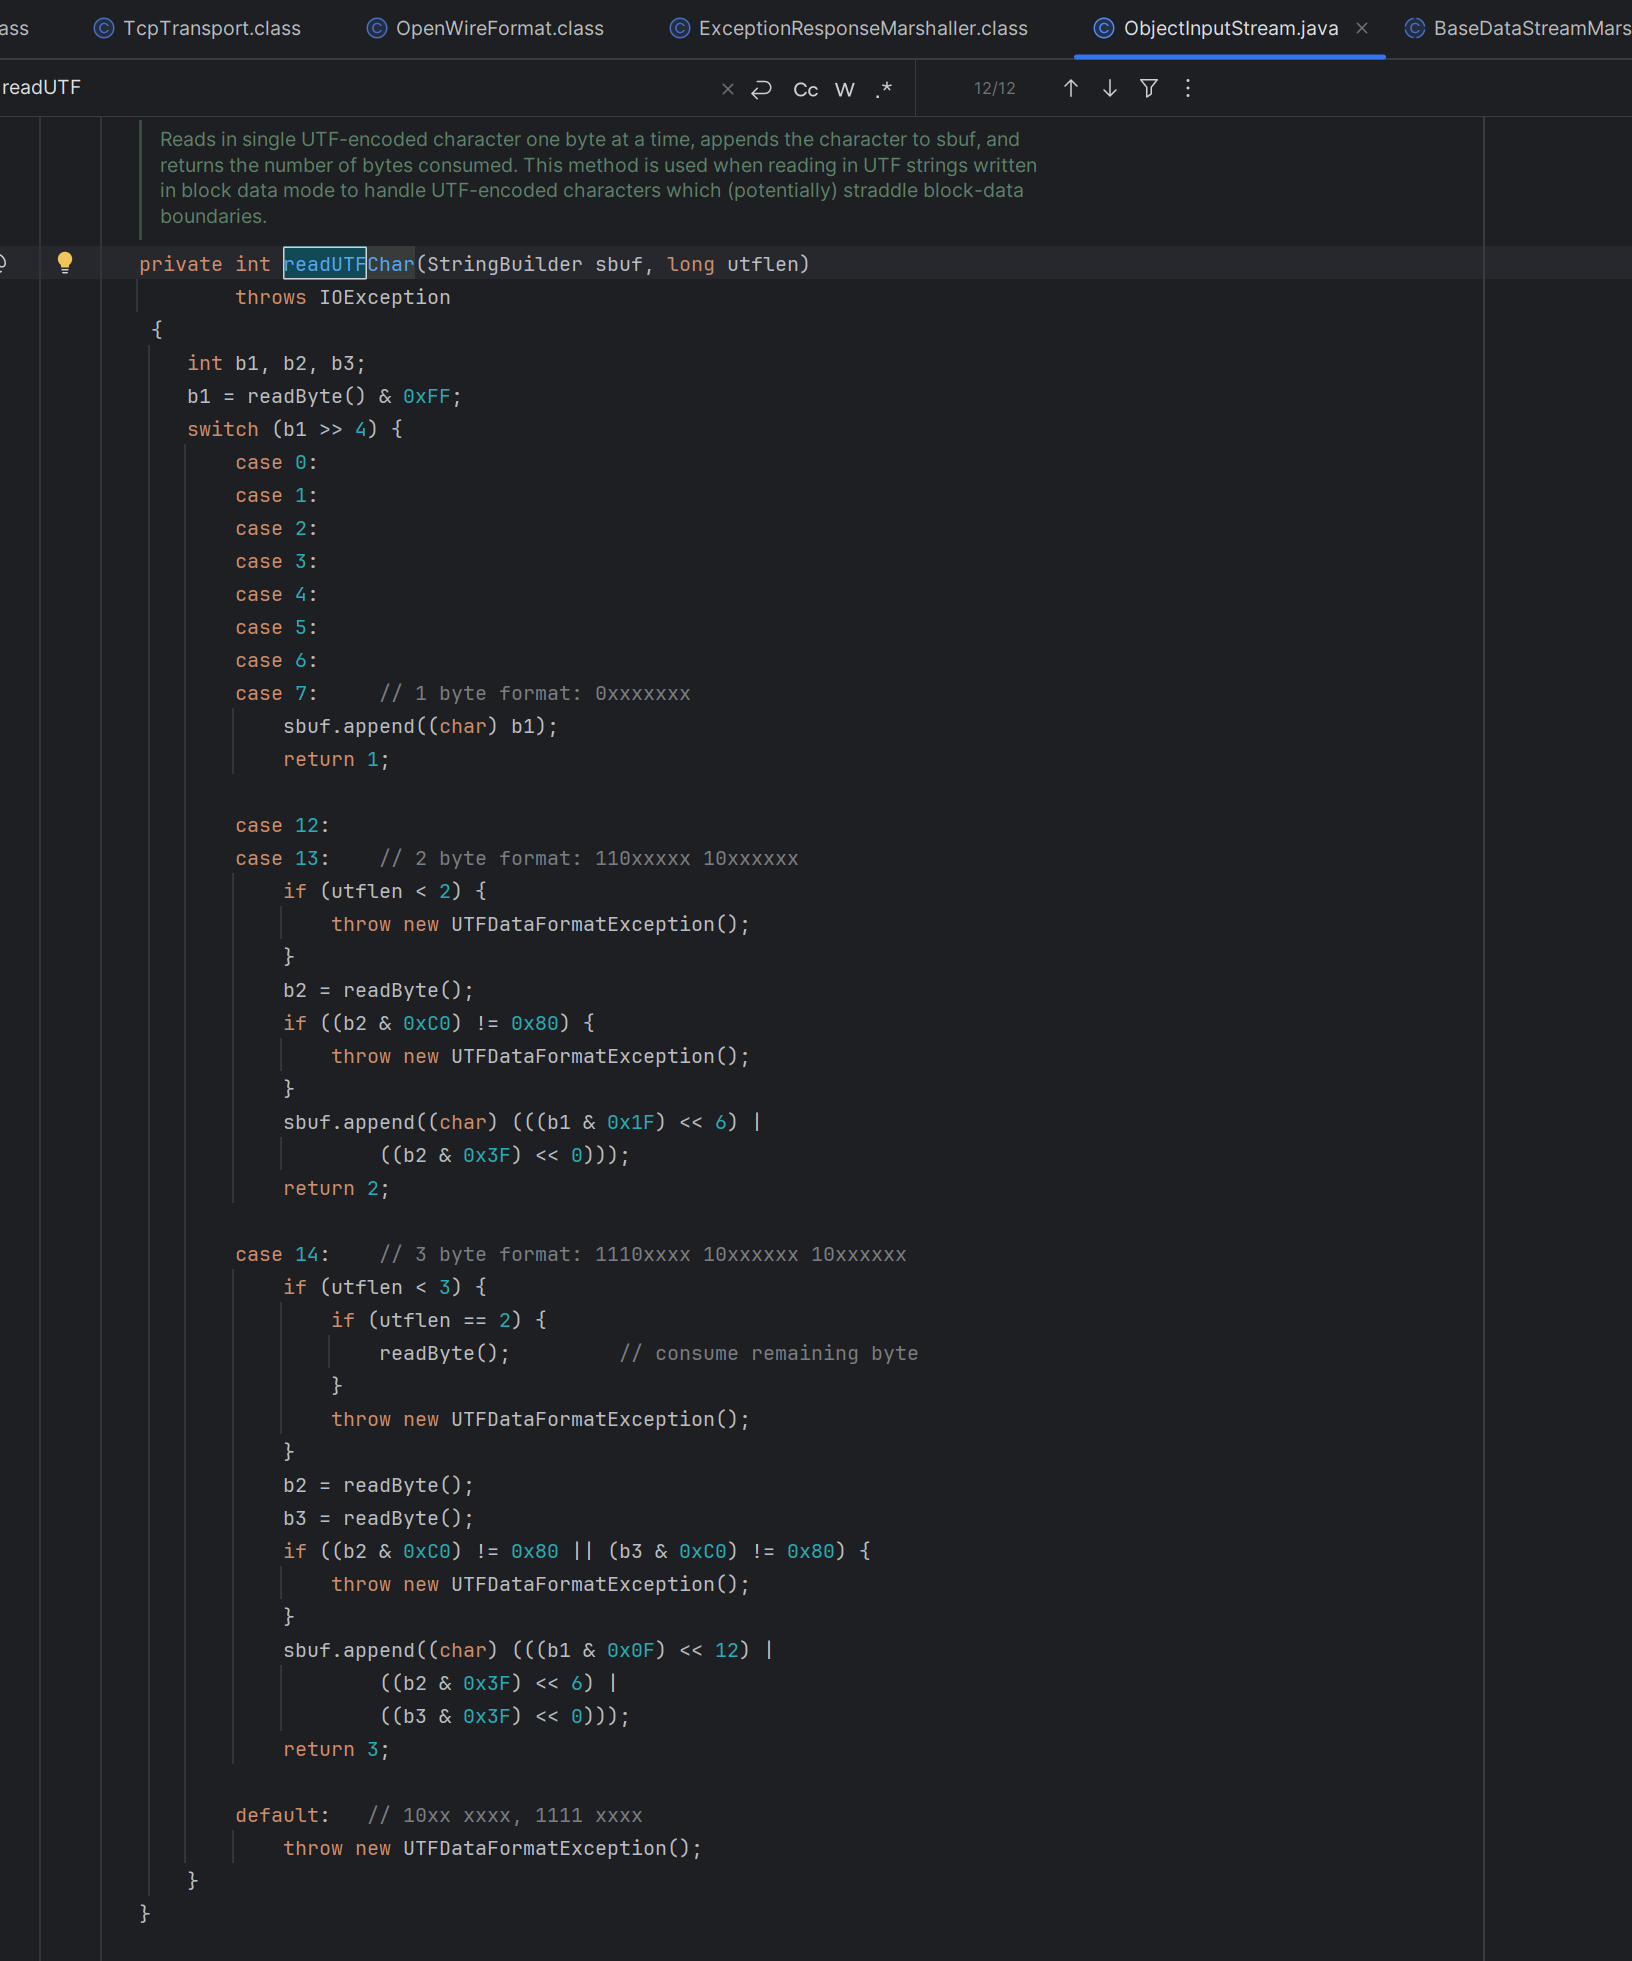 ass TcpTransport.class OpenWireFormat.class ExceptionResponseMarshaller.class ObjectInputStream.java BaseDataStreamMars
readUTF Cc W .* 12/12
Reads in single UTF-encoded character one byte at a time, appends the character to sbuf, and
returns the number of bytes consumed. This method is used when reading in UTF strings written
in block data mode to handle UTF-encoded characters which (potentially) straddle block-data
boundaries.
private int readUTFChar(StringBuilder sbuf, long utflen)
throws IOException
{
int b1, b2, b3;
b1 = readByte() & 0xFF;
switch (b1 >> 4) {
case 0:
case 1:
case 2:
case 3:
case 4:
case 5:
case 6:
case 7: // 1 byte format: 0xxxxxxx
sbuf.append((char) b1);
return 1;
case 12:
case 13: // 2 byte format: 110xxxxx 10xxxxxx
if (utflen < 2) {
throw new UTFDataFormatException();
}
b2 = readByte();
if ((b2 & 0xC0) != 0x80) {
throw new UTFDataFormatException();
}
sbuf.append((char) (((b1 & 0x1F) << 6) |
((b2 & 0x3F) << 0)));
return 2;
case 14: // 3 byte format: 1110xxxx 10xxxxxx 10xxxxxx
if (utflen < 3) {
if (utflen == 2) {
readByte(); // consume remaining byte
}
throw new UTFDataFormatException();
}
b2 = readByte();
b3 = readByte();
if ((b2 & 0xC0) != 0x80 || (b3 & 0xC0) != 0x80) {
throw new UTFDataFormatException();
}
sbuf.append((char) (((b1 & 0x0F) << 12) |
((b2 & 0x3F) << 6) |
((b3 & 0x3F) << 0)));
return 3;
default: // 10xx xxxx, 1111 xxxx
throw new UTFDataFormatException();
}
}